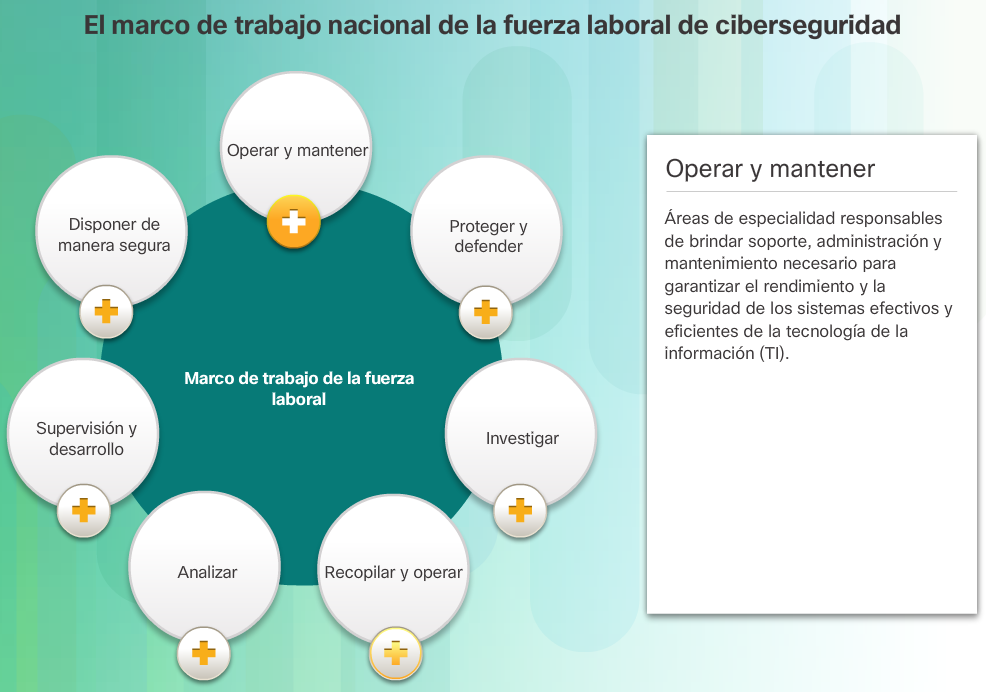 El marco de trabajo nacional de la fuerza laboral de ciberseguridad
Operar y mantener
Disponer de
manera segura
Proteger y
defender
Marco de trabajo de la fuerza
laboral
Supervisión y
desarrollo
Investigar
Analizar
Recopilar y operar
Operar y mantener
Áreas de especialidad responsables
de brindar soporte, administración y
mantenimiento necesario para
garantizar el rendimiento y la
seguridad de los sistemas efectivos y
eficientes de la tecnología de la
información (TI).